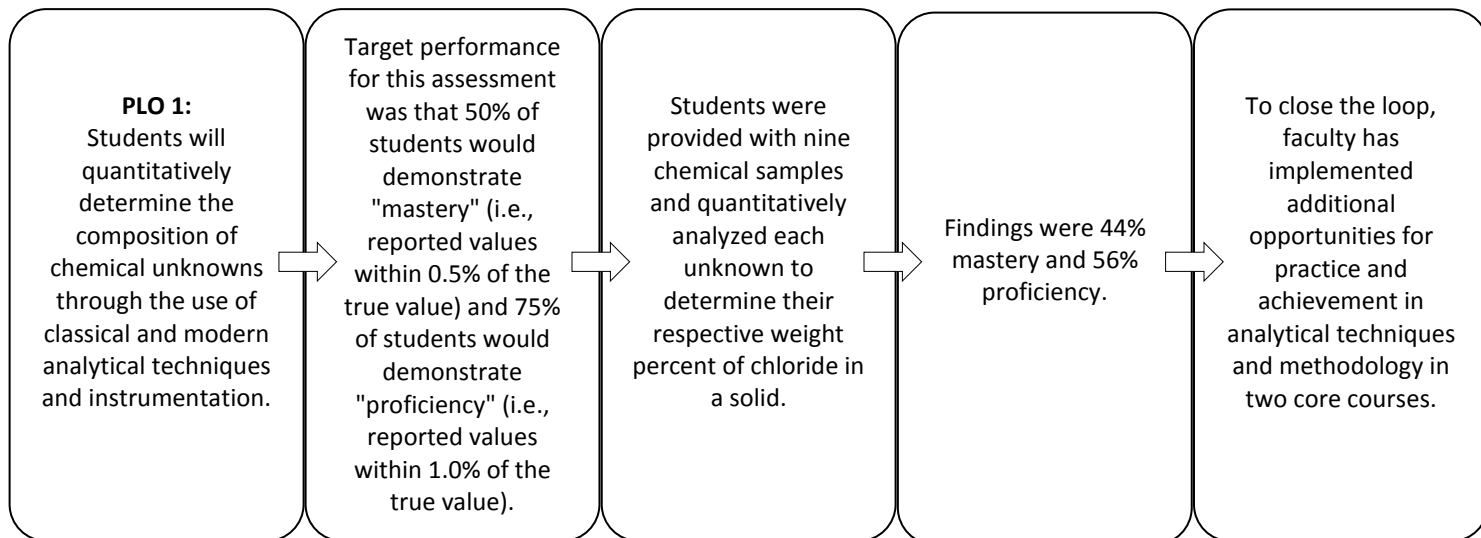 PLO 1:
Students will
quantitatively
determine the
composition of
chemical unknowns
through the use of
classical and modern
analytical techniques
and instrumentation.
Target performance
for this assessment
was that 50% of
students would
demonstrate
"mastery" (i.e.,
reported values
within 0.5% of the
true value) and 75%
of students would
demonstrate
"proficiency" (i.e.,
reported values
within 1.0% of the
true value).
Students were
provided with nine
chemical samples
and quantitatively
analyzed each
unknown to
determine their
respective weight
percent of chloride in
a solid.
Findings were 44%
mastery and 56%
proficiency.
To close the loop,
faculty has
implemented
additional
opportunities for
practice and
achievement in
analytical techniques
and methodology in
two core courses.